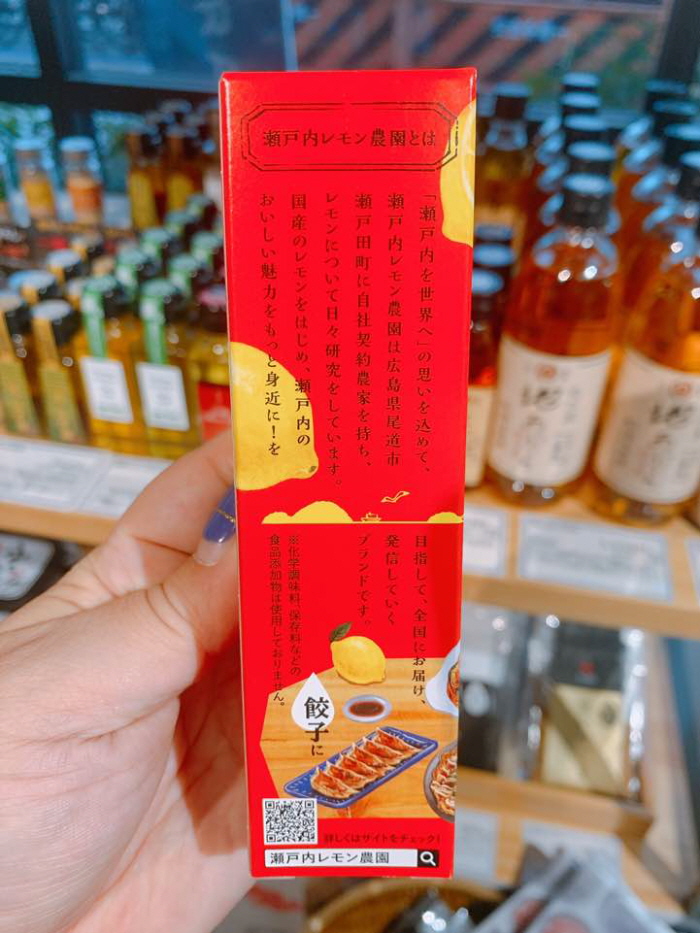 瀬戸内レモン農園とは
「瀬戸内を世界へ」の思いを込めて、
瀬戸内レモン農園は広島県尾道市
瀬戸田町に自社契約農家を持ち、
レモンについて日々研究をしています。
国産のレモンをはじめ、瀬戸内の
おいしい魅力をもっと身近に！を
目指して、全国にお届け、
発信していく
ブランドです。
※化学調味料、保存料などの
食品添加物は使用しておりません。
餃子に
詳しくはサイトをチェック！
瀬戸内レモン農園